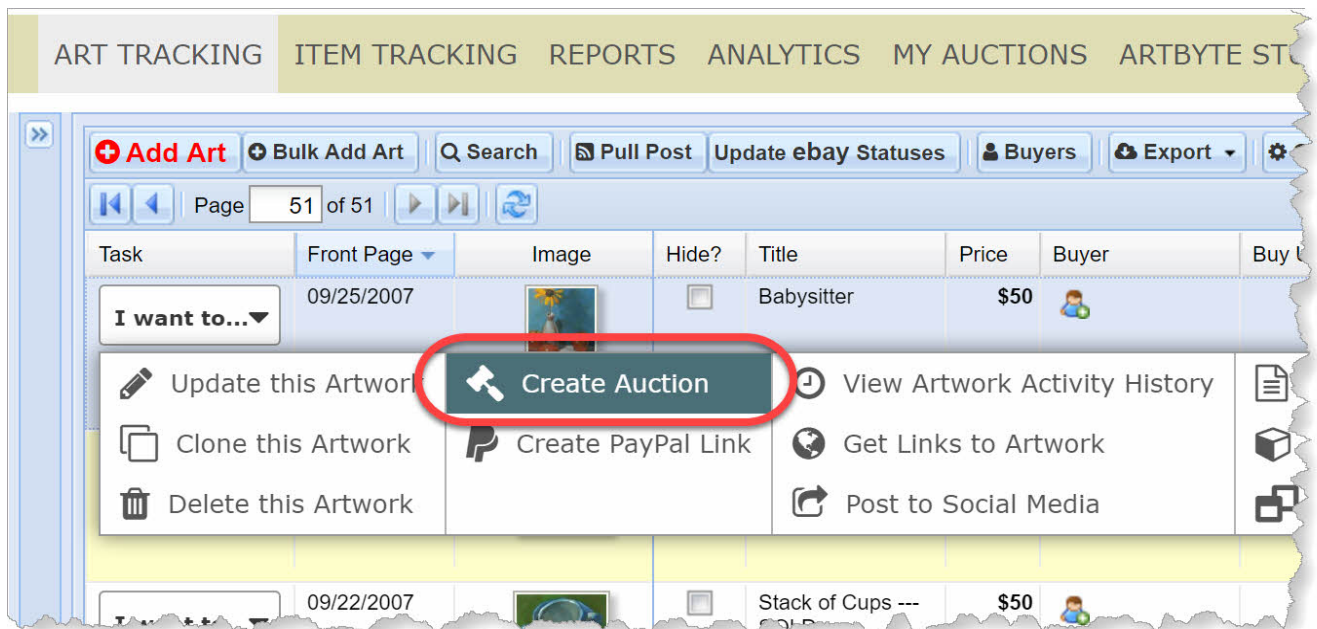 ART TRACKING ITEM TRACKING REPORTS ANALYTICS MY AUCTIONS ARTBYTE
Add Art Bulk Add Art Search Pull Post Update ebay Statuses Buyers Export
Page 51 of 51
Task Front Page Image Hide? Title Price Buyer Buy
I want to... 09/25/2007 Babysitter $50
Update this Artwork Create Auction View Artwork Activity History
Clone this Artwork Create PayPal Link Get Links to Artwork
Delete this Artwork Post to Social Media
09/22/2007 Stack of Cups --- $50